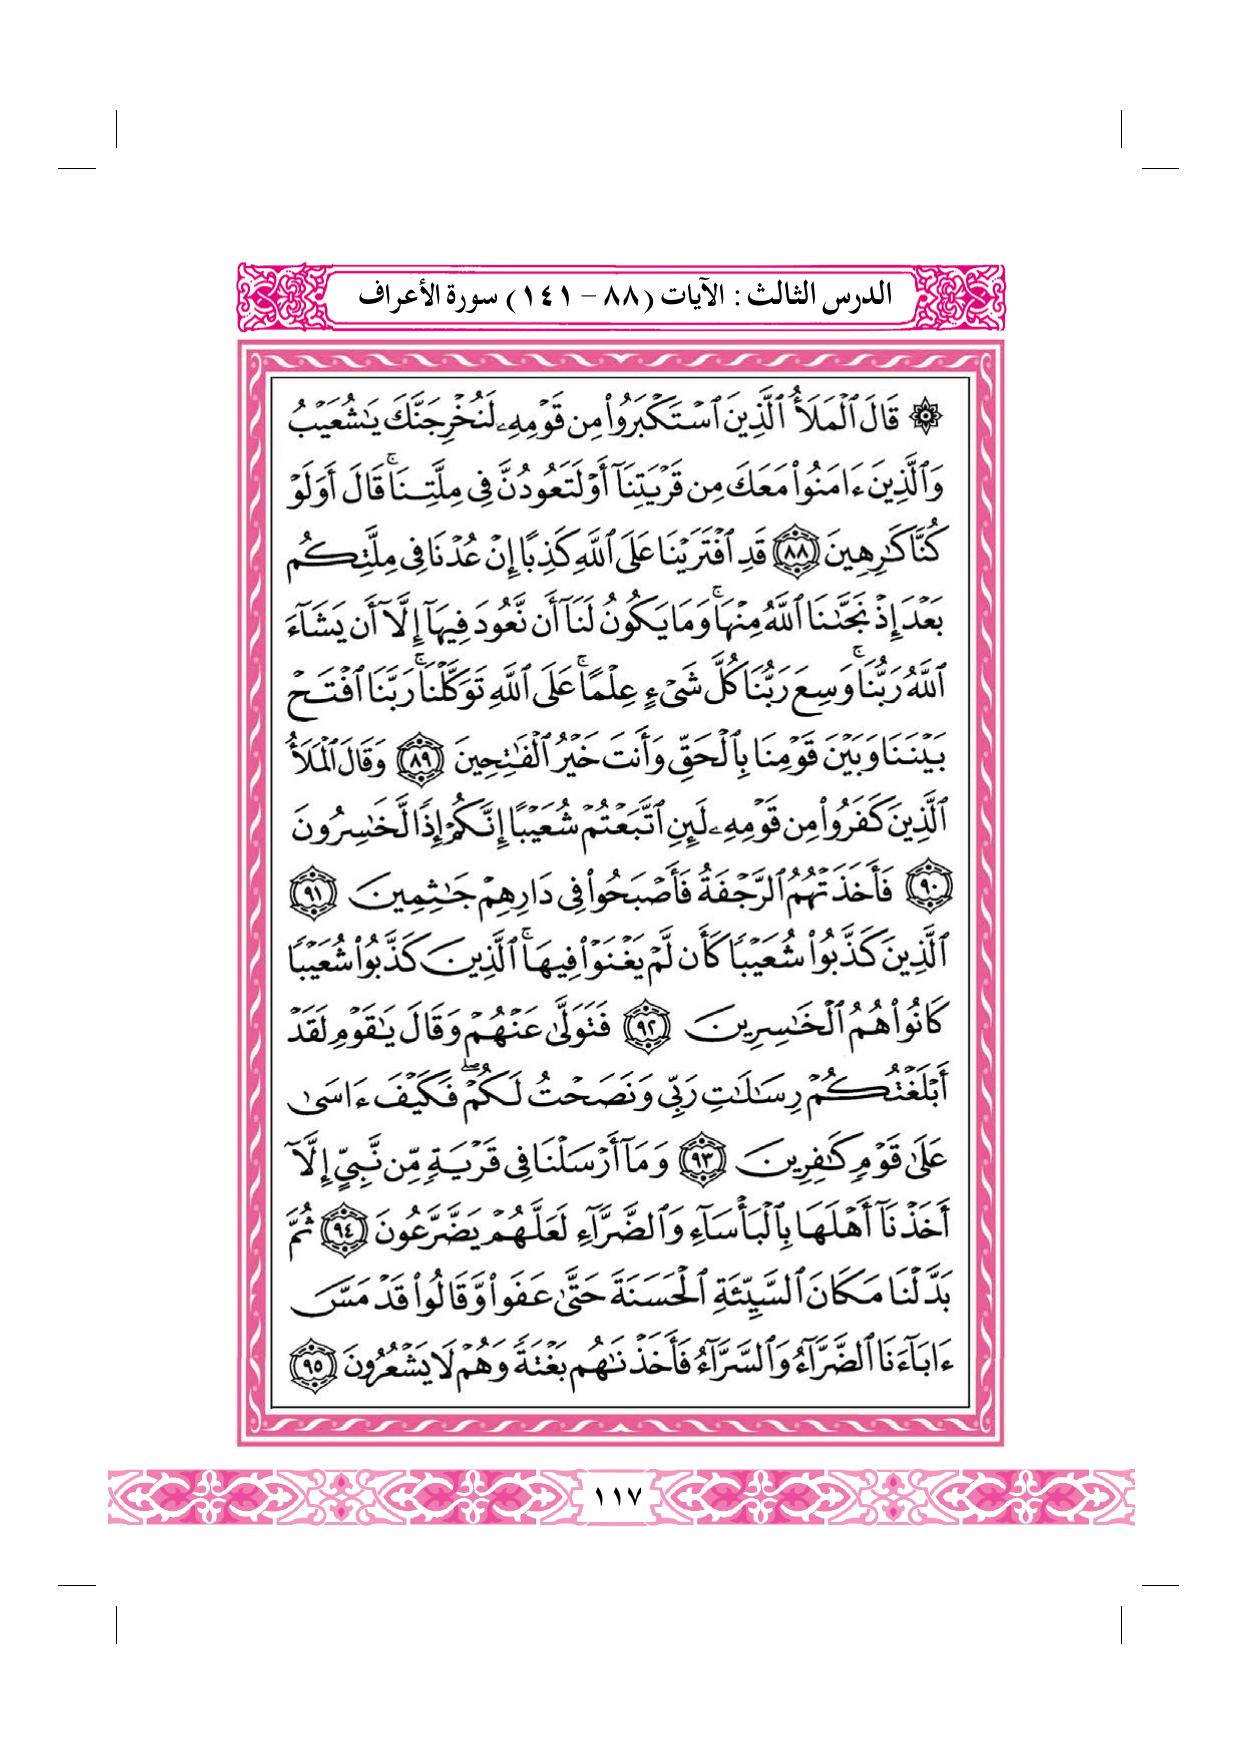 الدرس الثالث : الآيات (٨٨ - ١٤١) سورة الأعراف
۞ قَالَ ٱلۡمَلَأُ ٱلَّذِينَ ٱسۡتَكۡبَرُواْ مِن قَوۡمِهِۦ لَنُخۡرِجَنَّكَ يَٰشُعَيۡبُ
وَٱلَّذِينَ ءَامَنُواْ مَعَكَ مِن قَرۡيَتِنَآ أَوۡ لَتَعُودُنَّ فِي مِلَّتِنَاۚ قَالَ أَوَلَوۡ
كُنَّا كَٰرِهِينَ ٨٨ قَدِ ٱفۡتَرَيۡنَا عَلَى ٱللَّهِ كَذِبًا إِنۡ عُدۡنَا فِي مِلَّتِكُم
بَعۡدَ إِذۡ نَجَّىٰنَا ٱللَّهُ مِنۡهَاۚ وَمَا يَكُونُ لَنَآ أَن نَّعُودَ فِيهَآ إِلَّآ أَن يَشَآءَ
ٱللَّهُ رَبُّنَاۚ وَسِعَ رَبُّنَا كُلَّ شَيۡءٍ عِلۡمًاۚ عَلَى ٱللَّهِ تَوَكَّلۡنَاۚ رَبَّنَا ٱفۡتَحۡ
بَيۡنَنَا وَبَيۡنَ قَوۡمِنَا بِٱلۡحَقِّ وَأَنتَ خَيۡرُ ٱلۡفَٰتِحِينَ ٨٩ وَقَالَ ٱلۡمَلَأُ
ٱلَّذِينَ كَفَرُواْ مِن قَوۡمِهِۦ لَئِنِ ٱتَّبَعۡتُمۡ شُعَيۡبًا إِنَّكُمۡ إِذٗا لَّخَٰسِرُونَ
٩٠ فَأَخَذَتۡهُمُ ٱلرَّجۡفَةُ فَأَصۡبَحُواْ فِي دَارِهِمۡ جَٰثِمِينَ ٩١
ٱلَّذِينَ كَذَّبُواْ شُعَيۡبٗا كَأَن لَّمۡ يَغۡنَوۡاْ فِيهَاۚ ٱلَّذِينَ كَذَّبُواْ شُعَيۡبٗا
كَانُواْ هُمُ ٱلۡخَٰسِرِينَ ٩٢ فَتَوَلَّىٰ عَنۡهُمۡ وَقَالَ يَٰقَوۡمِ لَقَدۡ
أَبۡلَغۡتُكُمۡ رِسَٰلَٰتِ رَبِّي وَنَصَحۡتُ لَكُمۡۖ فَكَيۡفَ ءَاسَىٰ
عَلَىٰ قَوۡمٖ كَٰفِرِينَ ٩٣ وَمَآ أَرۡسَلۡنَا فِي قَرۡيَةٖ مِّن نَّبِيٍّ إِلَّآ
أَخَذۡنَآ أَهۡلَهَا بِٱلۡبَأۡسَآءِ وَٱلضَّرَّآءِ لَعَلَّهُمۡ يَضَّرَّعُونَ ٩٤ ثُمَّ
بَدَّلۡنَا مَكَانَ ٱلسَّيِّئَةِ ٱلۡحَسَنَةَ حَتَّىٰ عَفَواْ وَّقَالُواْ قَدۡ مَسَّ
ءَابَآءَنَا ٱلضَّرَّآءُ وَٱلسَّرَّآءُ فَأَخَذۡنَٰهُم بَغۡتَةٗ وَهُمۡ لَا يَشۡعُرُونَ ٩٥
١١٧